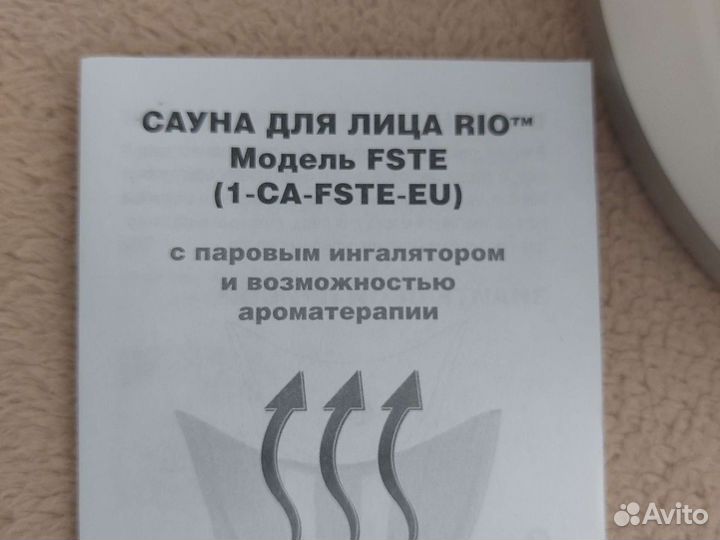 САУНА ДЛЯ ЛИЦА RIO™
Модель FSTE
(1-CA-FSTE-EU)
с паровым ингалятором
и возможностью
ароматерапии
Avito